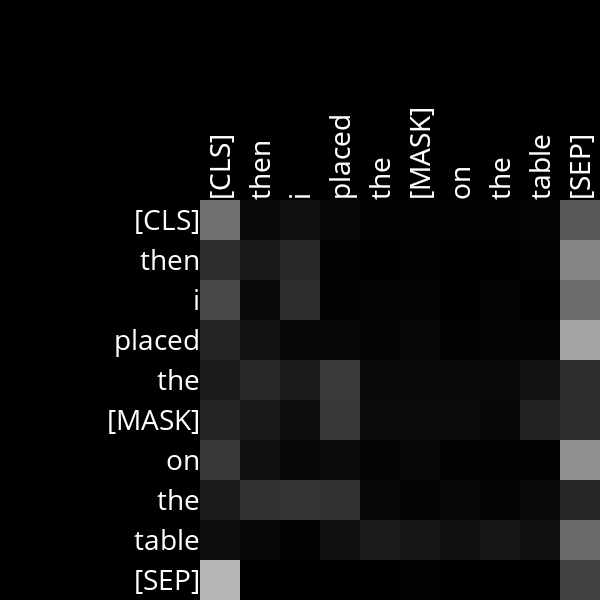 [CLS] then i placed the [MASK] on the table [SEP]
[CLS]
then
i
placed
the
[MASK]
on
the
table
[SEP]